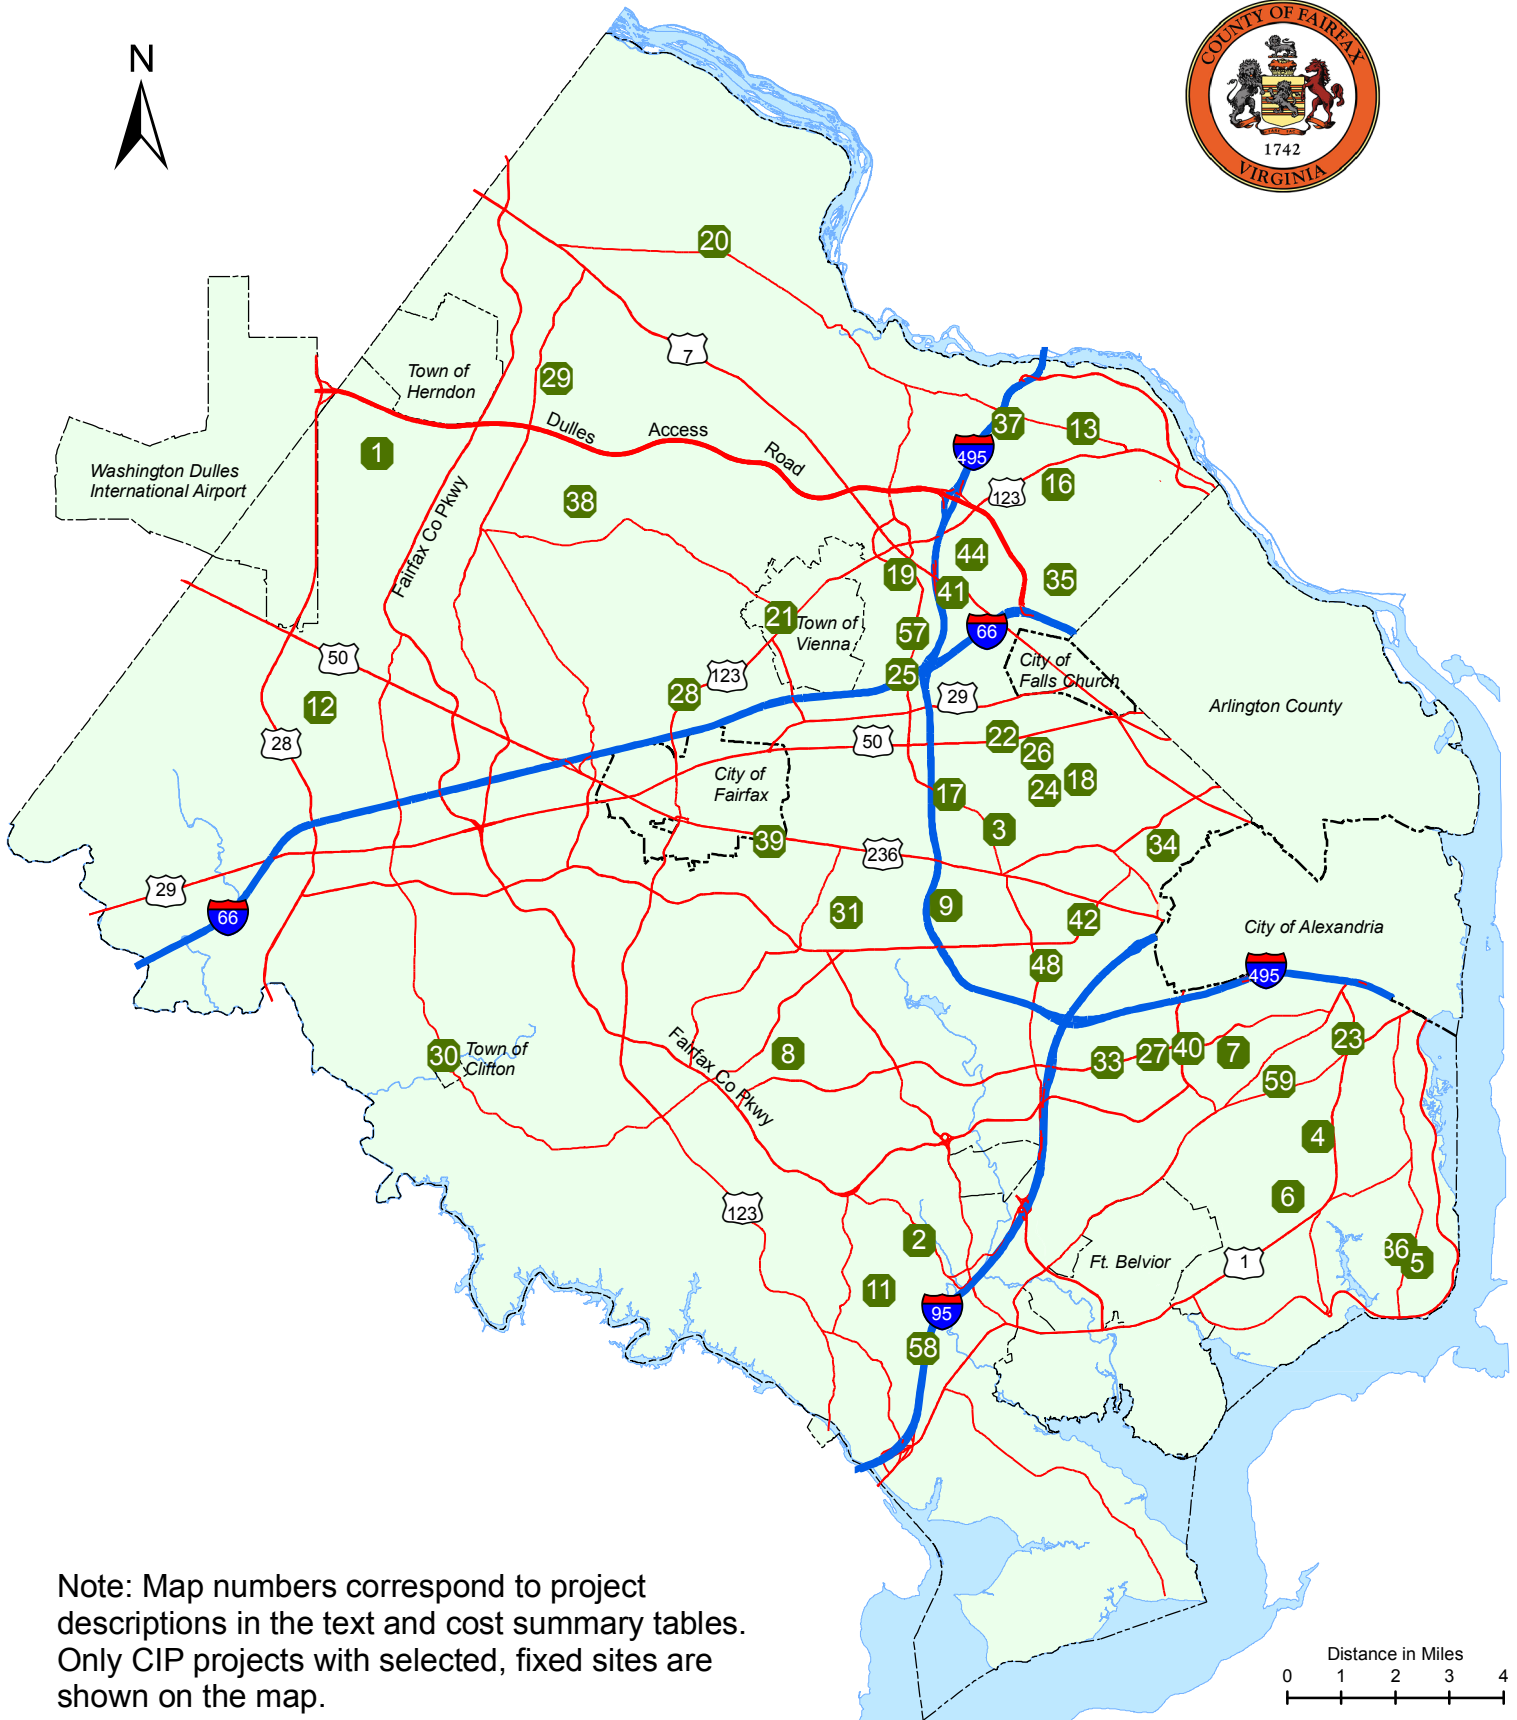 COUNTY OF FAIRFAX
1742
VIRGINIA
N
20
7
Town of
Herndon
29
Dulles
Access
Road
37
13
495
1
Washington Dulles
International Airport
Fairfax Co Pkwy
38
123
16
44
19
41
35
21
Town of
Vienna
57
66
50
City of
Falls Church
123
25
28
29
12
Arlington County
28
50
22
26
City of
Fairfax
17
24
18
3
39
236
34
29
66
31
9
42
City of Alexandria
48
495
30
Town of
Clifton
8
Fairfax Co Pkwy
33
27
40
7
23
59
4
6
123
2
36
5
1
Ft. Belvior
11
95
58
Note: Map numbers correspond to project
descriptions in the text and cost summary tables.
Only CIP projects with selected, fixed sites are
shown on the map.
Distance in Miles
0 1 2 3 4